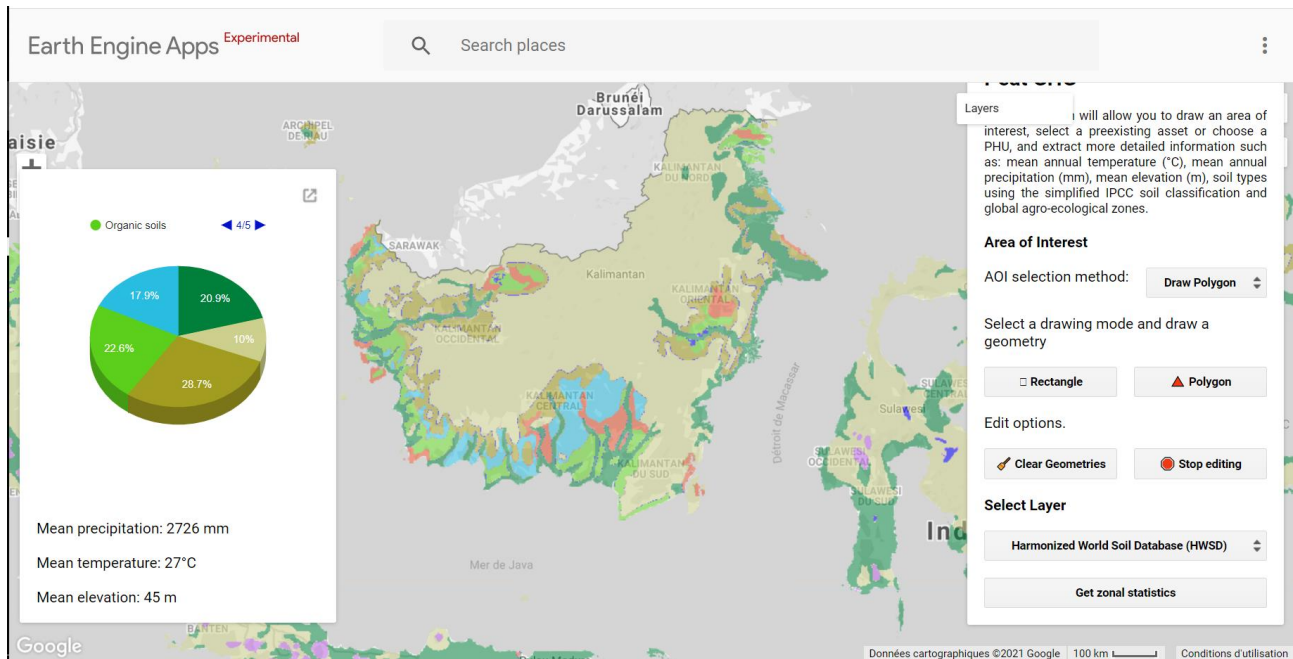 Earth Engine Apps Experimental
Search places
Brunéi
Darussalam
aisie
KALIMANTAN
DU NORD
SARAWAK
Kalimantan
KALIMANTAN
ORIENTAL
KALIMANTAN
OCCIDENTAL
KALIMANTAN
CENTRAL
KALIMANTAN
DU SUD
Détroit de Macassar
Sulawesi
SULAWESI
OCCIDENTAL
SULAWESI
DU SUD
Ind
Mer de Java
BANTEN
Organic soils
4/5
17.9%
20.9%
10%
22.6%
28.7%
Mean precipitation: 2726 mm
Mean temperature: 27°C
Mean elevation: 45 m
Layers
will allow you to draw an area of
interest, select a preexisting asset or choose a
PHU, and extract more detailed information such
as: mean annual temperature (°C), mean annual
precipitation (mm), mean elevation (m), soil types
using the simplified IPCC soil classification and
global agro-ecological zones.
Area of Interest
AOI selection method:
Draw Polygon
Select a drawing mode and draw a
geometry
Rectangle
Polygon
Edit options.
Clear Geometries
Stop editing
Select Layer
Harmonized World Soil Database (HWSD)
Get zonal statistics
Google
Données cartographiques ©2021 Google
100 km
Conditions d'utilisation